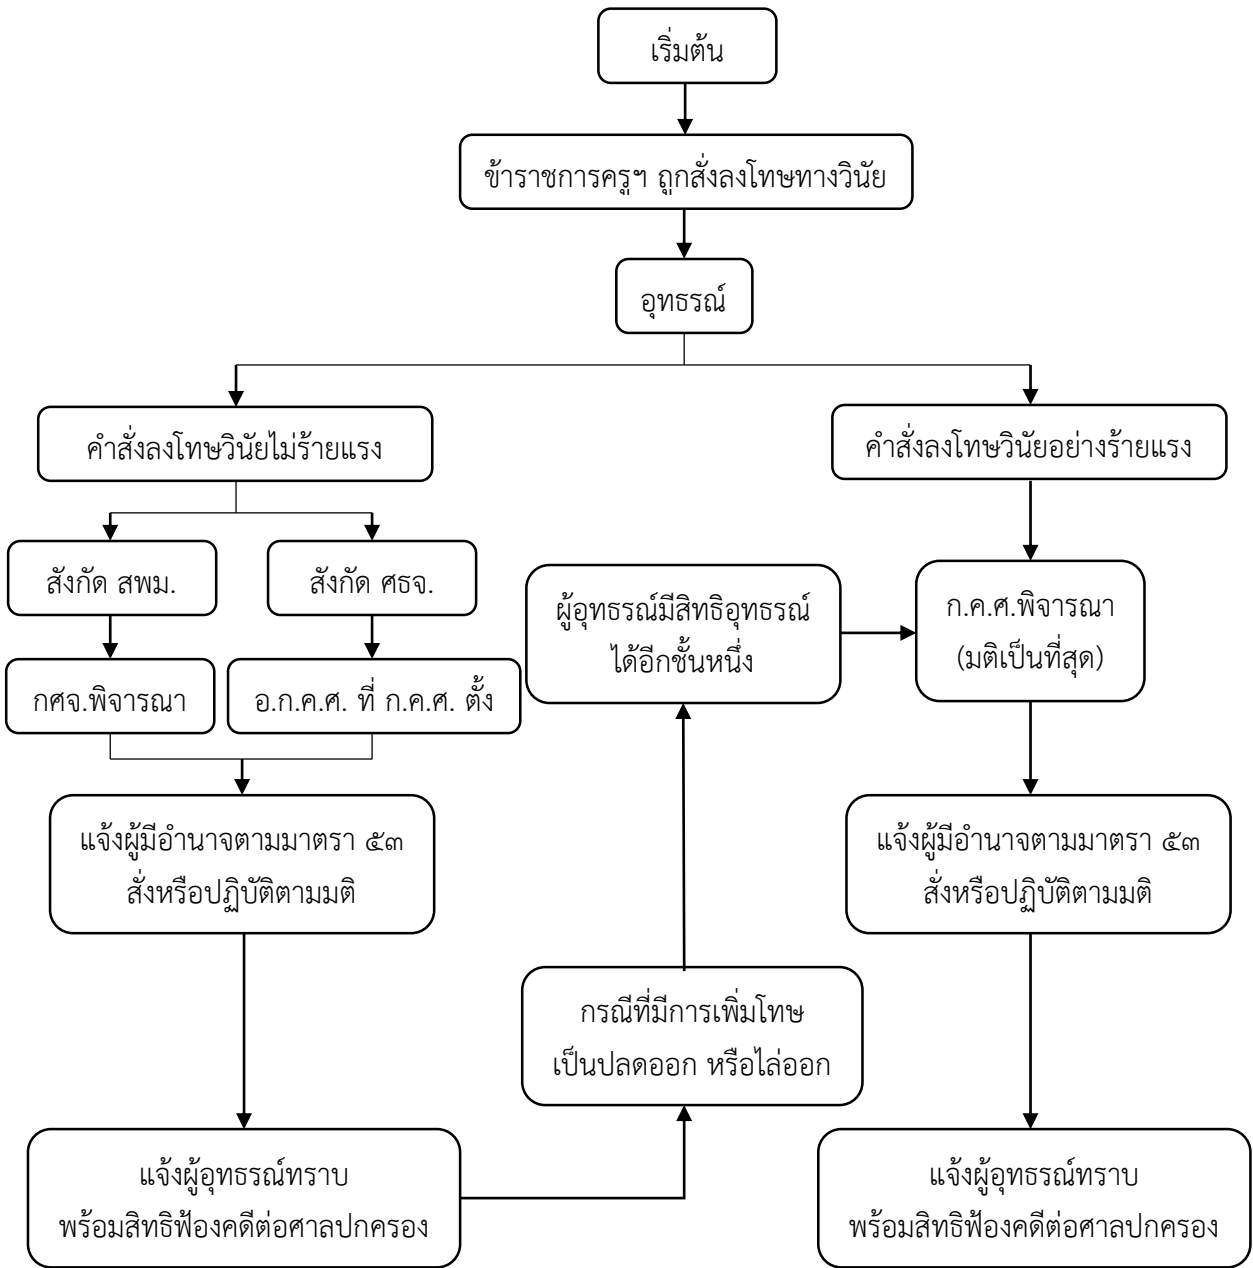 เริ่มต้น
ข้าราชการครูฯ ถูกสั่งลงโทษทางวินัย
อุทธรณ์
คำสั่งลงโทษวินัยไม่ร้ายแรง
คำสั่งลงโทษวินัยอย่างร้ายแรง
สังกัด สพม.
สังกัด ศธจ.
กศจ.พิจารณา
อ.ก.ค.ศ. ที่ ก.ค.ศ. ตั้ง
ผู้อุทธรณ์มีสิทธิอุทธรณ์
ได้อีกชั้นหนึ่ง
ก.ค.ศ.พิจารณา
(มติเป็นที่สุด)
แจ้งผู้มีอำนาจตามมาตรา ๕๓
สั่งหรือปฏิบัติตามมติ
แจ้งผู้มีอำนาจตามมาตรา ๕๓
สั่งหรือปฏิบัติตามมติ
กรณีที่มีการเพิ่มโทษ
เป็นปลดออก หรือไล่ออก
แจ้งผู้อุทธรณ์ทราบ
พร้อมสิทธิฟ้องคดีต่อศาลปกครอง
แจ้งผู้อุทธรณ์ทราบ
พร้อมสิทธิฟ้องคดีต่อศาลปกครอง